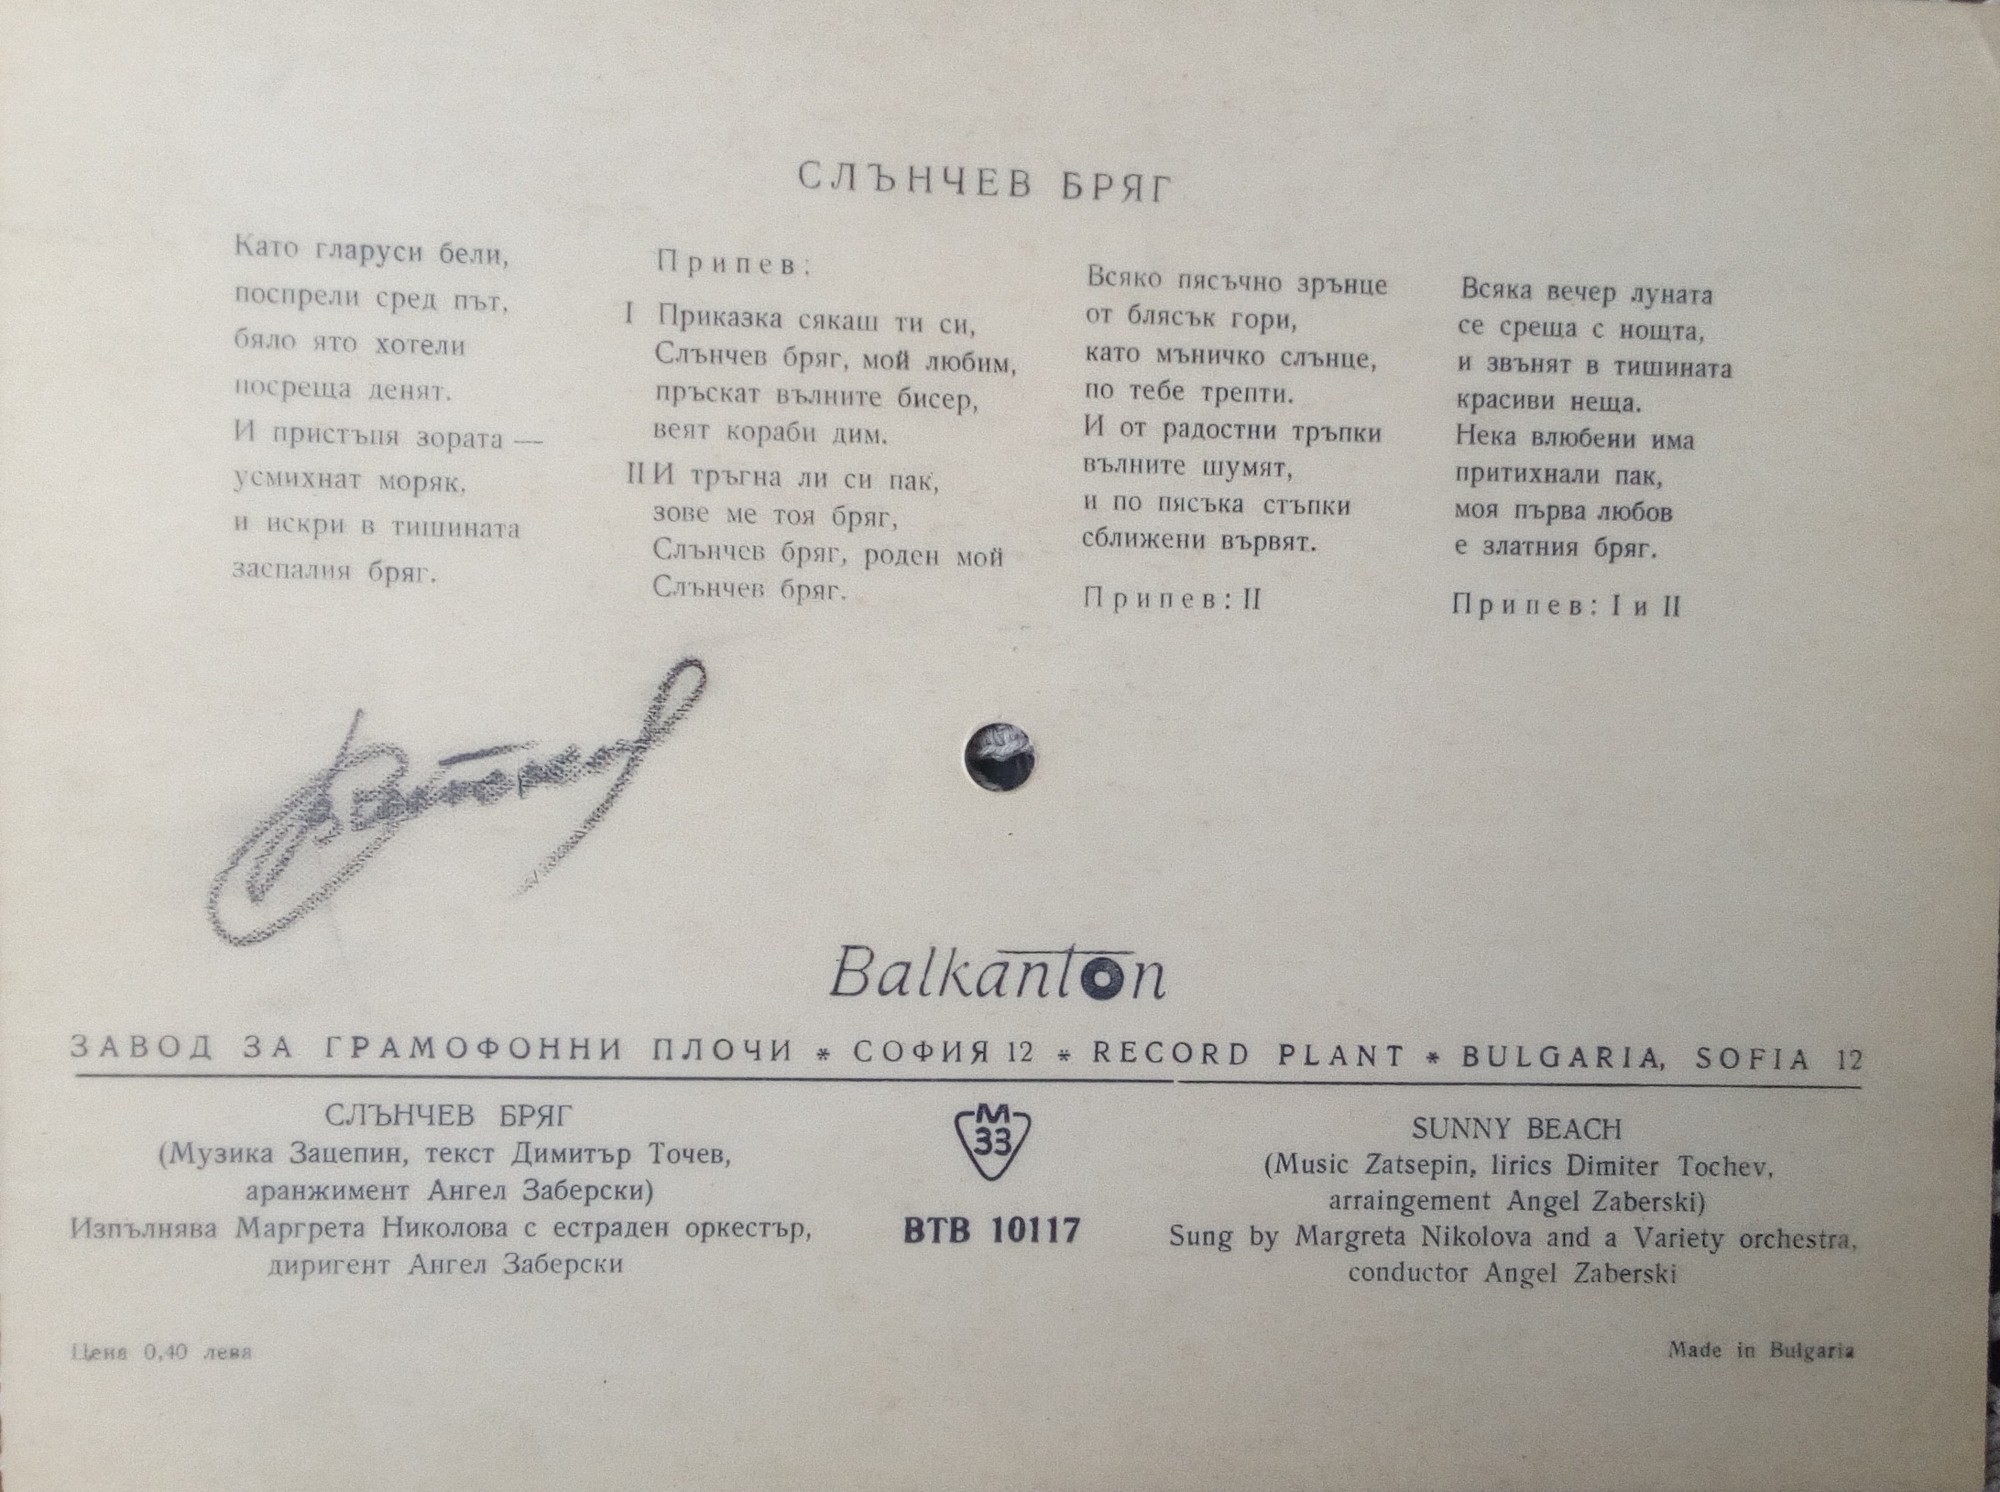 СЛЪНЧЕВ БРЯГ
Като гларуси бели,
поспрели сред път,
бяло ято хотели
посреща денят.
И пристъпя зората —
усмихнат моряк,
и искри в тишината
заспалия бряг.
Припев:
I Приказка сякаш ти си,
Слънчев бряг, мой любим,
пръскат вълните бисер,
веят кораби дим.
II И тръгна ли си пак,
зове ме тоя бряг,
Слънчев бряг, роден мой
Слънчев бряг.
Всяко пясъчно зрънце
от блясък гори,
като мъничко слънце,
по тебе трепти.
И от радостни тръпки
вълните шумят,
и по пясъка стъпки
сближени вървят.
Припев: II
Всяка вечер луната
се среща с нощта,
и звънят в тишината
красиви неща.
Нека влюбени има
притихнали пак,
моя първа любов
е златния бряг.
Припев: I и II
Balkanton
ЗАВОД ЗА ГРАМОФОННИ ПЛОЧИ * СОФИЯ 12 * RECORD PLANT * BULGARIA, SOFIA 12
СЛЪНЧЕВ БРЯГ
(Музика Зацепин, текст Димитър Точев,
аранжимент Ангел Заберски)
Изпълнява Маргрета Николова с естраден оркестър,
диригент Ангел Заберски
М
33
ВТВ 10117
SUNNY BEACH
(Music Zatsepin, lirics Dimiter Tochev,
arraingement Angel Zaberski)
Sung by Margreta Nikolova and a Variety orchestra,
conductor Angel Zaberski
Цена 0,40 лева
Made in Bulgaria